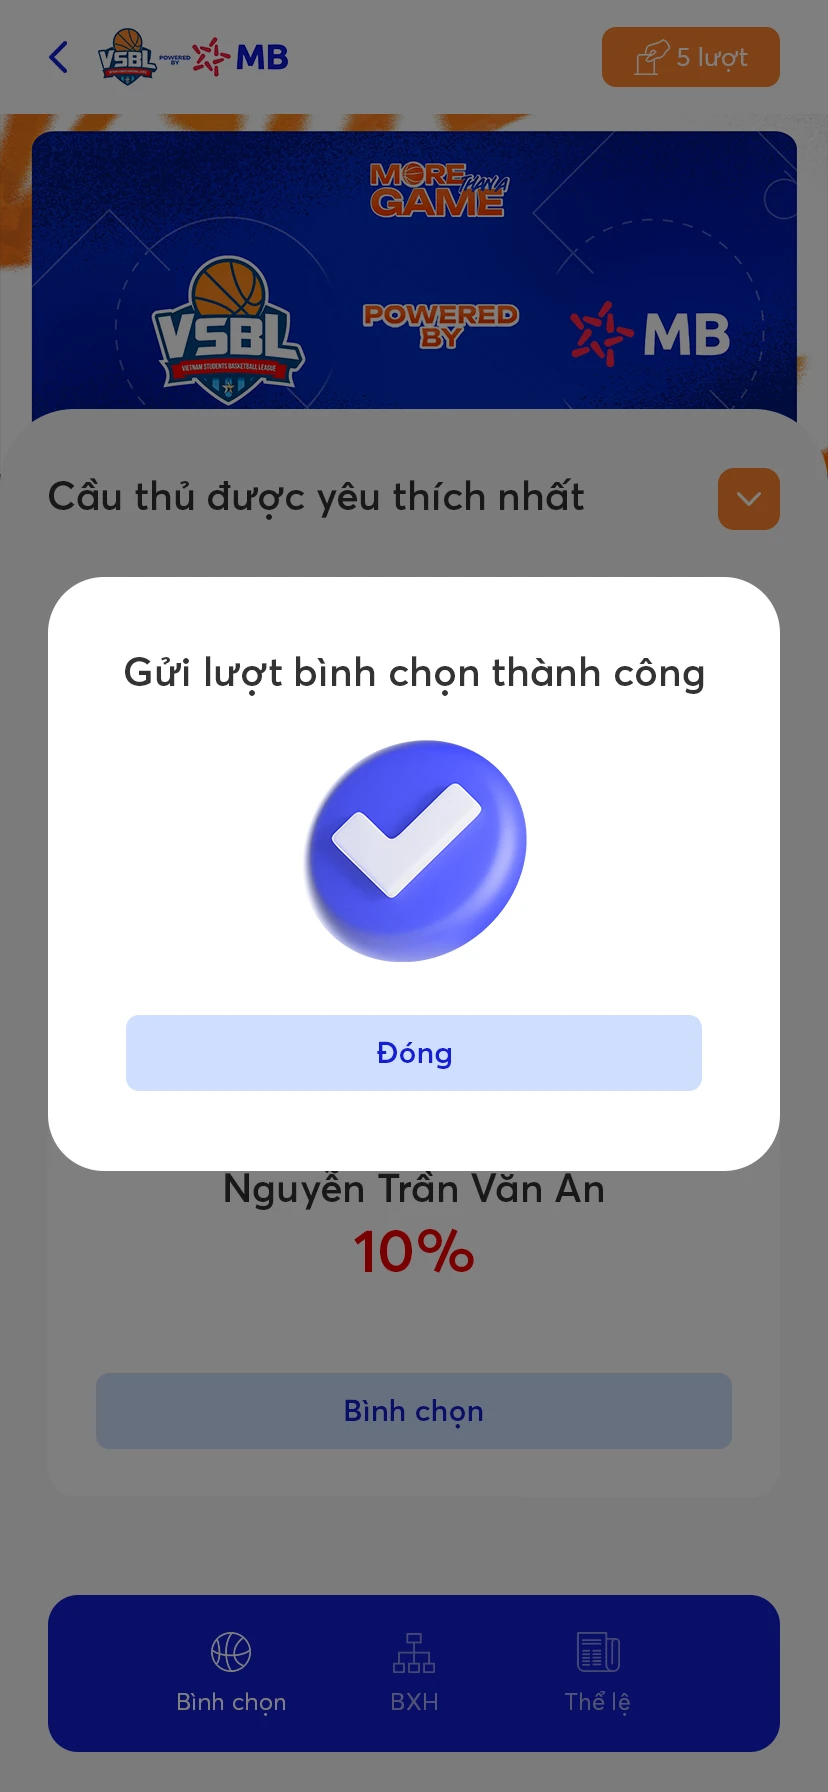 VSBL POWERED BY MB
5 lượt
MORE THAN A GAME
VSBL
VIETNAM STUDENTS BASKETBALL LEAGUE
POWERED BY
MB
Cầu thủ được yêu thích nhất
Gửi lượt bình chọn thành công
Đóng
Nguyễn Trần Văn An
10%
Bình chọn
Bình chọn
BXH
Thể lệ